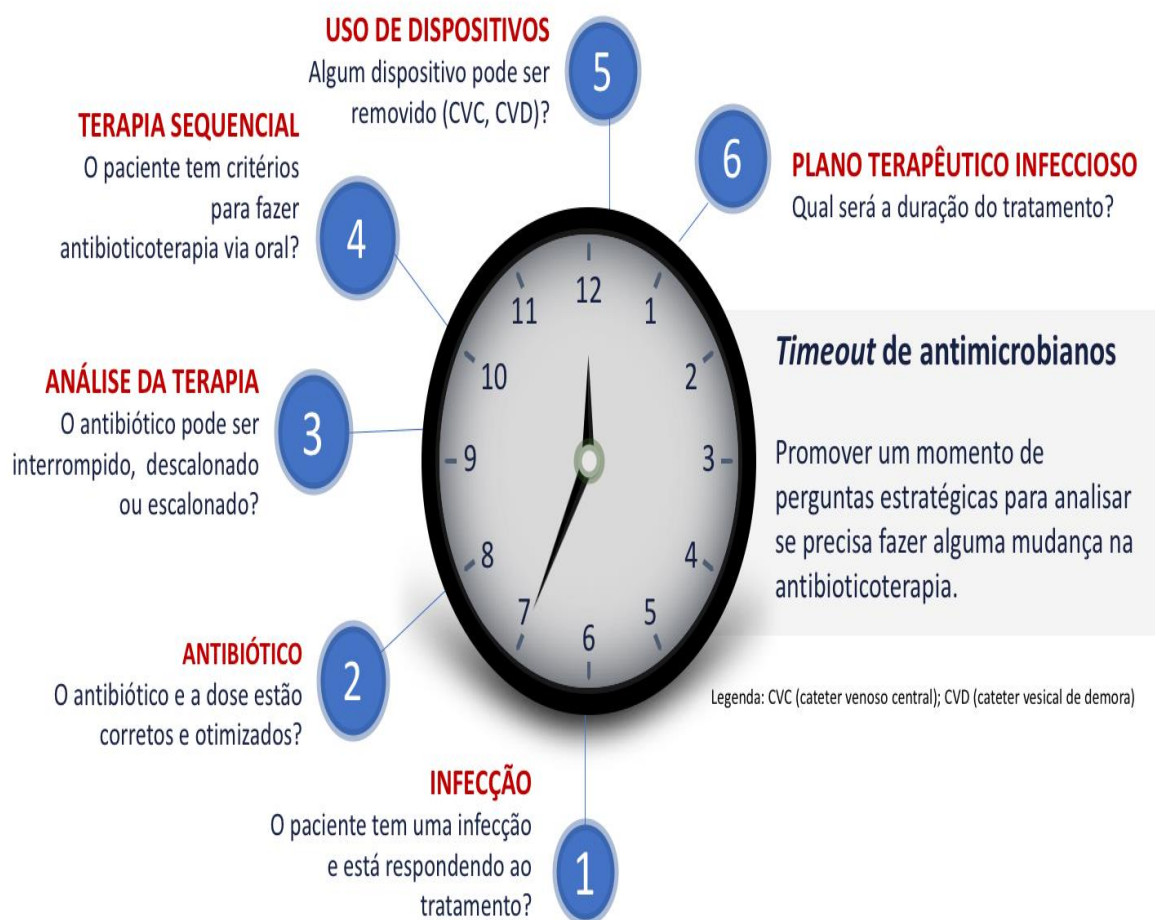 USO DE DISPOSITIVOS
Algum dispositivo pode ser
removido (CVC, CVD)?
5
TERAPIA SEQUENCIAL
O paciente tem critérios
para fazer
antibioticoterapia via oral?
4
6
PLANO TERAPÊUTICO INFECCIOSO
Qual será a duração do tratamento?
ANÁLISE DA TERAPIA
O antibiótico pode ser
interrompido, descalonado
ou escalonado?
3
12
1
2
3
4
5
6
7
8
9
10
11
Timeout de antimicrobianos
Promover um momento de
perguntas estratégicas para analisar
se precisa fazer alguma mudança na
antibioticoterapia.
ANTIBIÓTICO
O antibiótico e a dose estão
corretos e otimizados?
2
Legenda: CVC (cateter venoso central); CVD (cateter vesical de demora)
INFECÇÃO
O paciente tem uma infecção
e está respondendo ao
tratamento?
1